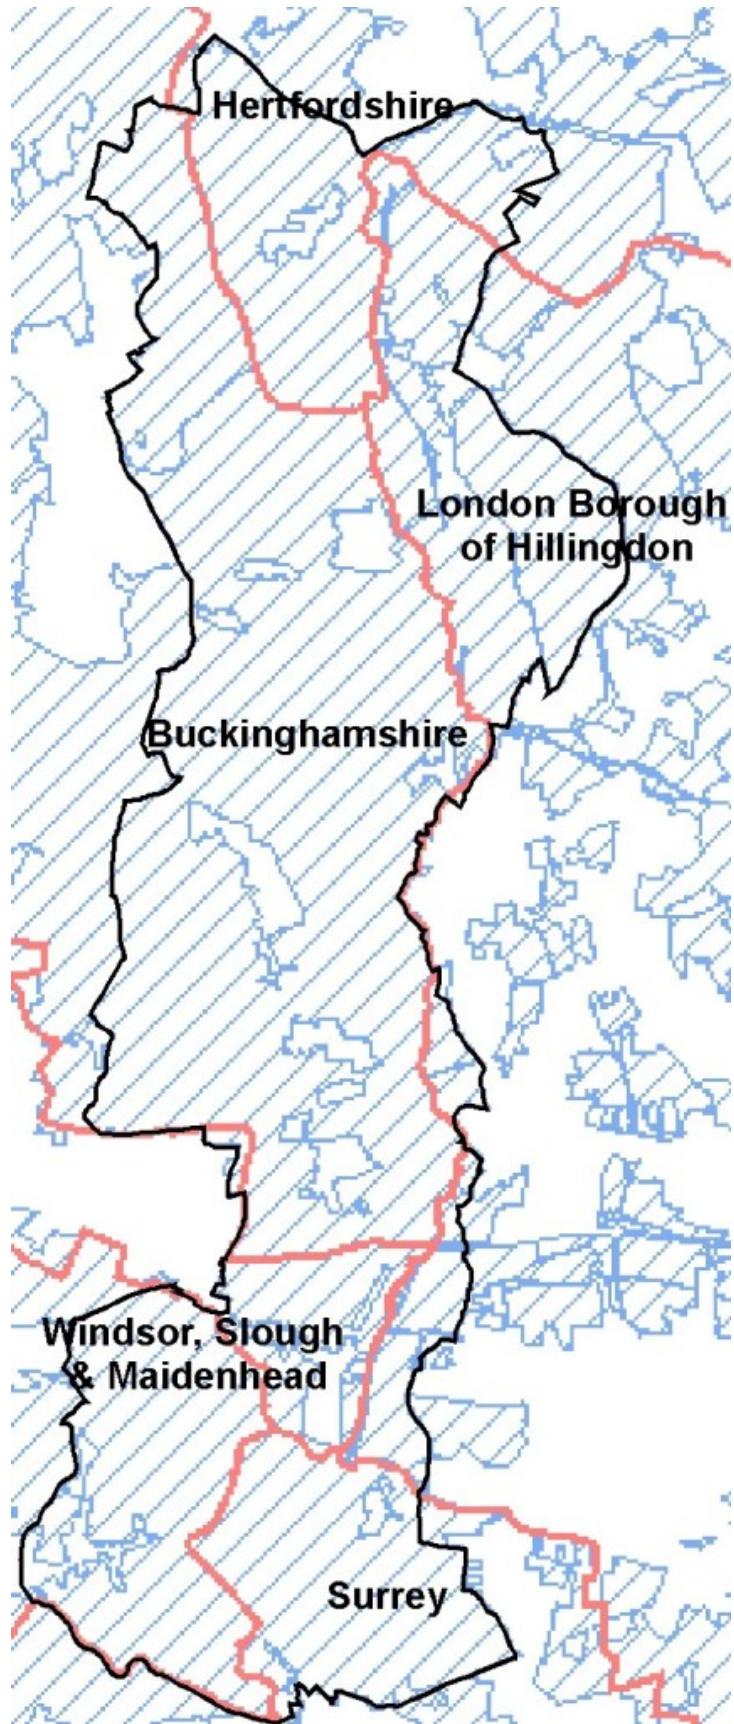 Hertfordshire
London Borough
of Hillingdon
Buckinghamshire
Windsor, Slough
& Maidenhead
Surrey